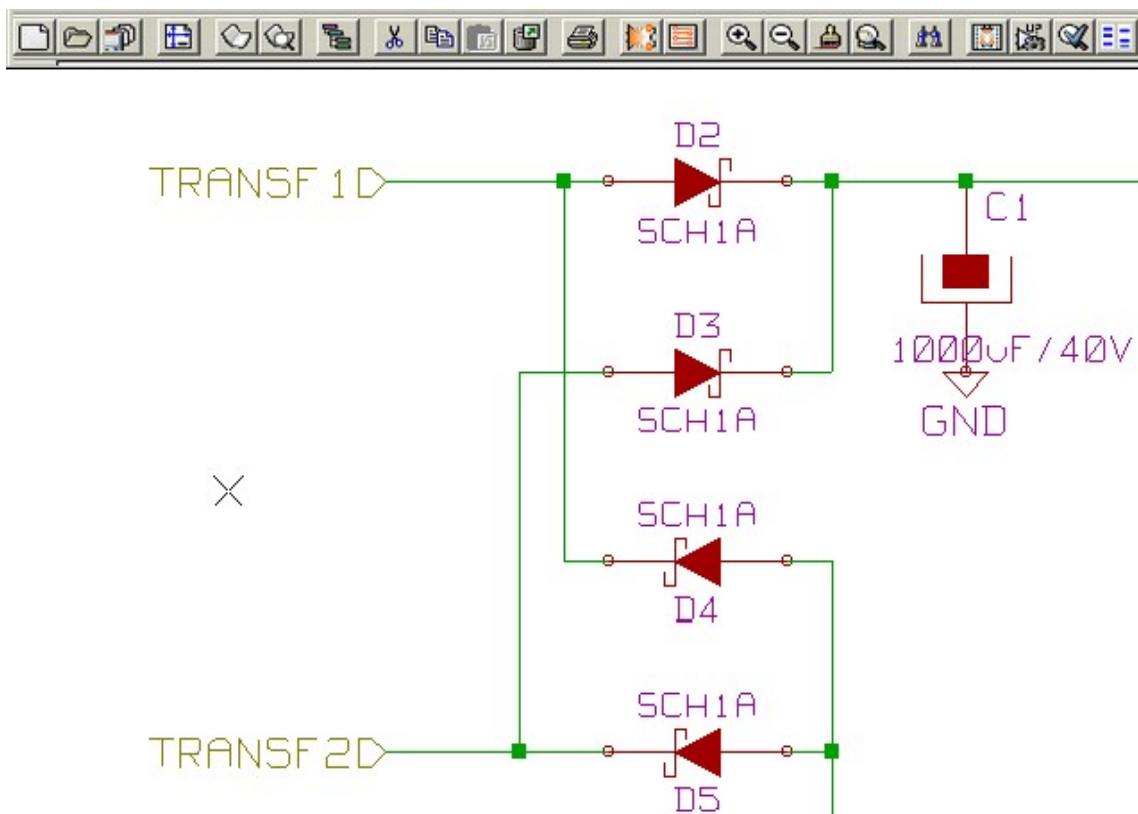 D2
TRANSF1
SCH1A
C1
D3
1000uF/40V
SCH1A
GND
SCH1A
D4
SCH1A
TRANSF2
D5